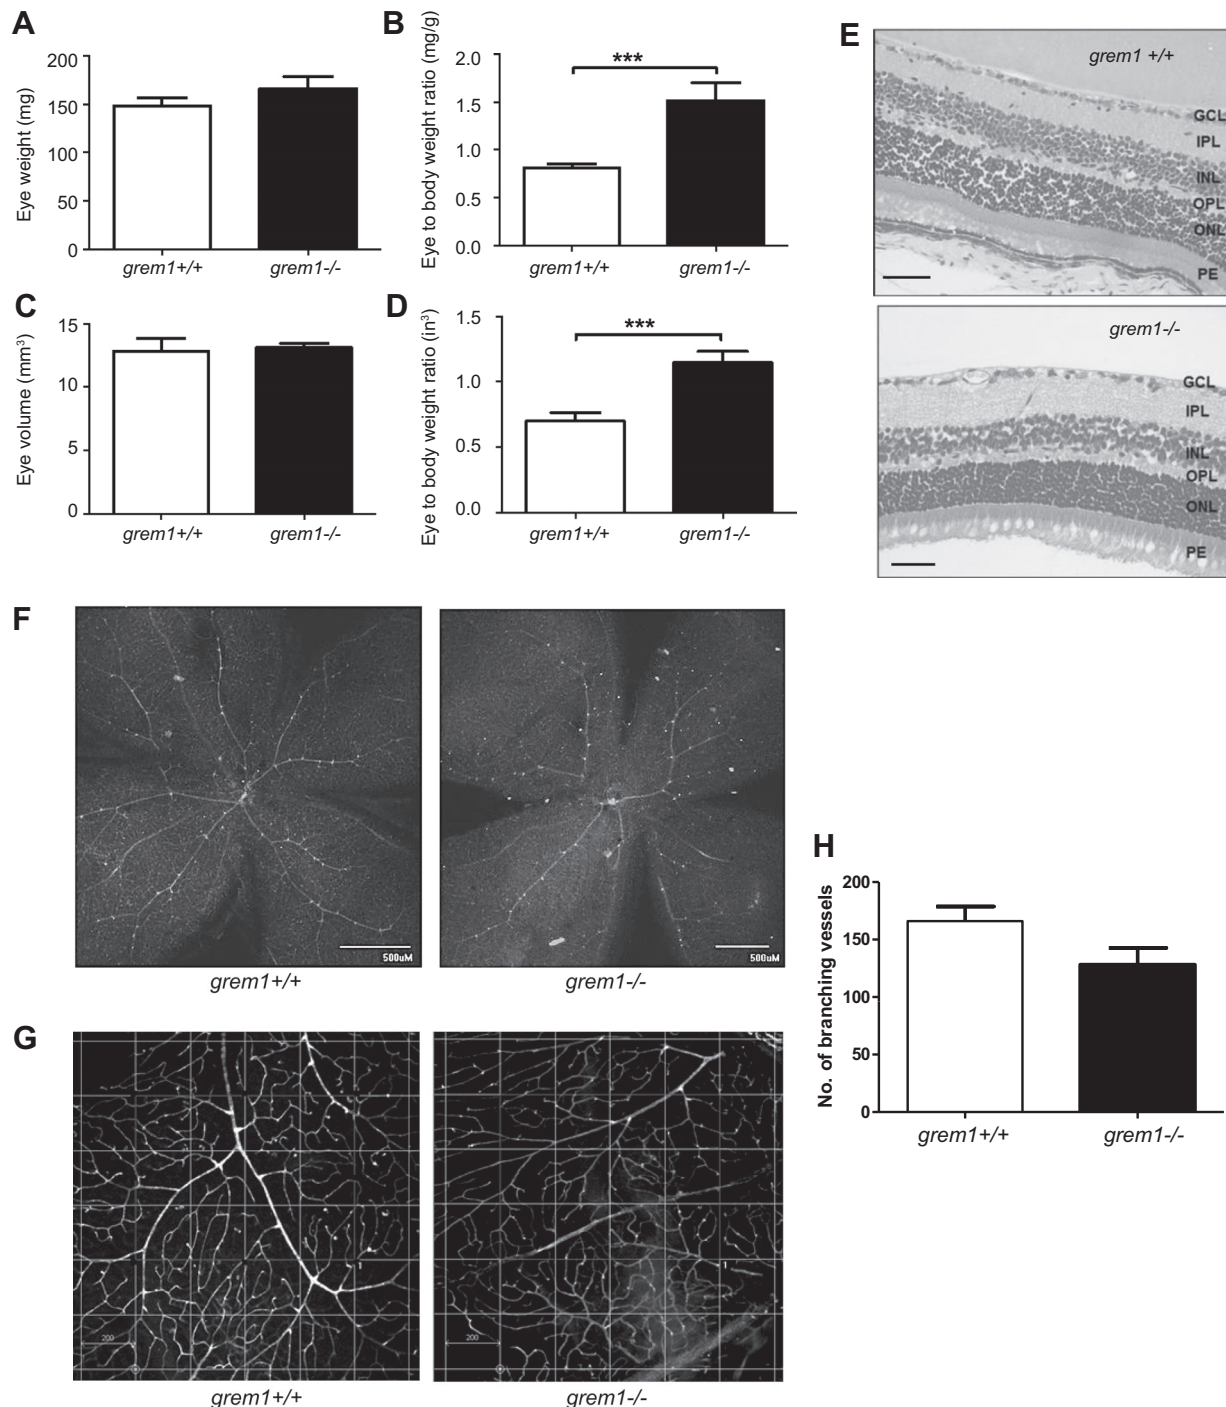 A
Eye weight (mg)
200
150
100
50
0
grem1+/+ grem1-/-
B
Eye to body weight ratio (mg/g)
2.0
1.5
1.0
0.5
0.0
***
grem1+/+ grem1-/-
C
Eye volume (mm³)
15
10
5
0
grem1+/+ grem1-/-
D
Eye to body weight ratio (in³)
1.5
1.0
0.5
0.0
***
grem1+/+ grem1-/-
E
grem1 +/+
GCL
IPL
INL
OPL
ONL
PE
grem1-/-
GCL
IPL
INL
OPL
ONL
PE
F
500uM
500uM
grem1+/+ grem1-/-
G
200
1
200
1
grem1+/+ grem1-/-
H
No. of branching vessels
200
150
100
50
0
grem1+/+ grem1-/-